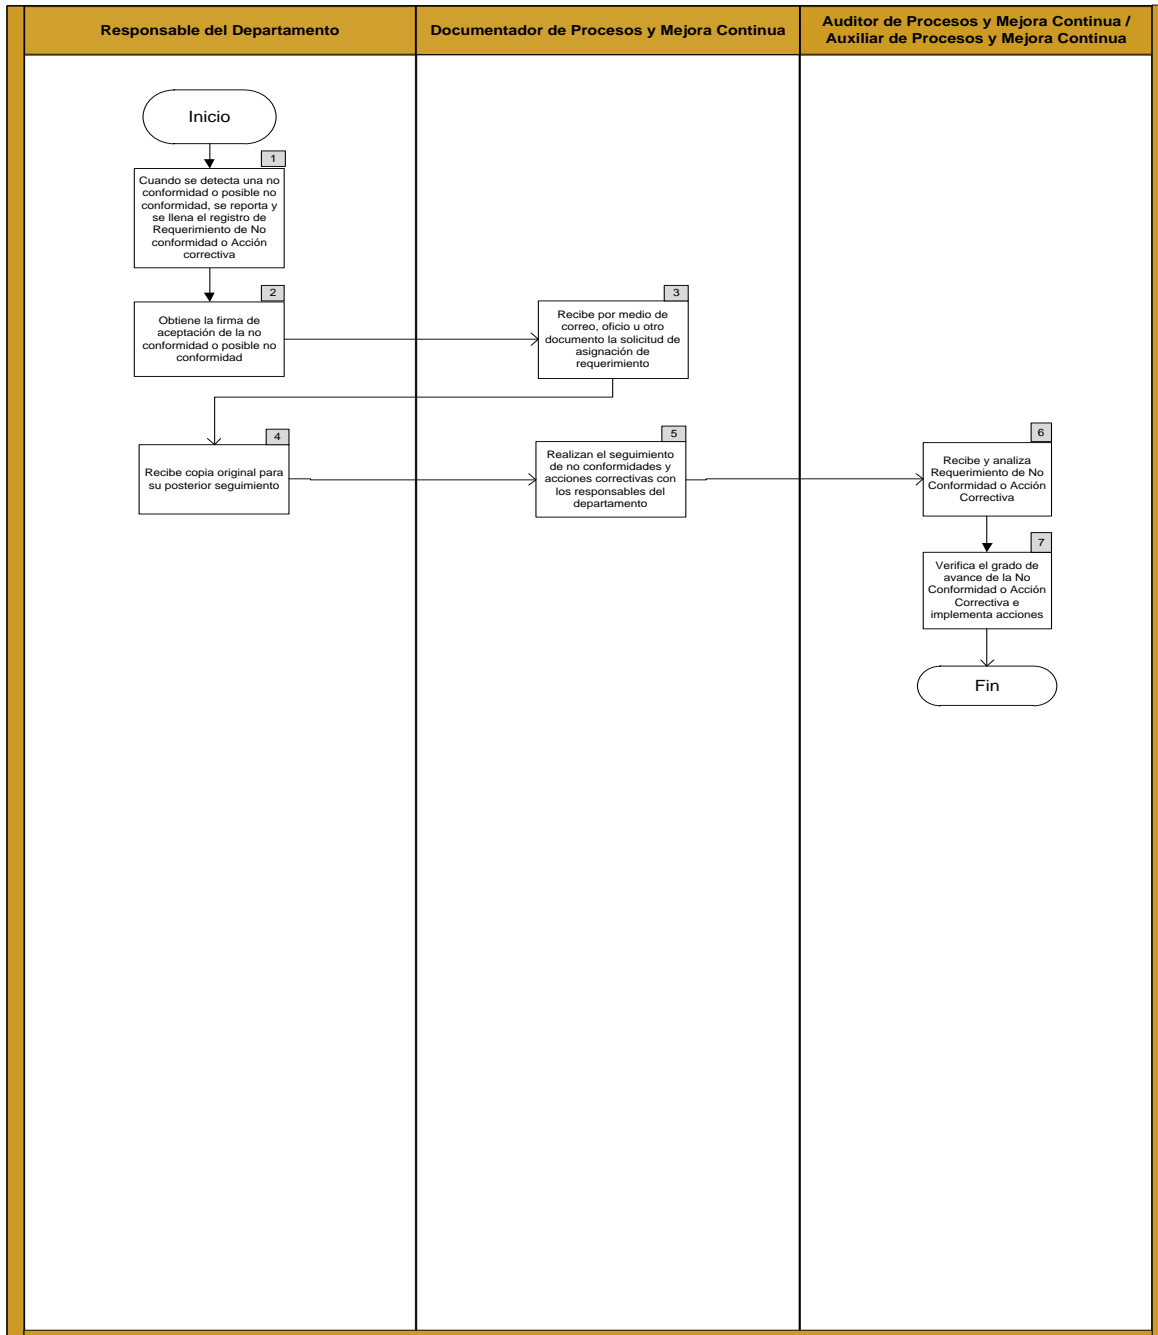 Responsable del Departamento
Documentador de Procesos y Mejora Continua
Auditor de Procesos y Mejora Continua /
Auxiliar de Procesos y Mejora Continua
Inicio
1
Cuando se detecta una no
conformidad o posible no
conformidad, se reporta y
se llena el registro de
Requerimiento de No
conformidad o Acción
correctiva
2
Obtiene la firma de
aceptación de la no
conformidad o posible no
conformidad
3
Recibe por medio de
correo, oficio u otro
documento la solicitud de
asignación de
requerimiento
4
Recibe copia original para
su posterior seguimiento
5
Realizan el seguimiento
de no conformidades y
acciones correctivas con
los responsables del
departamento
6
Recibe y analiza
Requerimiento de No
Conformidad o Acción
Correctiva
7
Verifica el grado de
avance de la No
Conformidad o Acción
Correctiva e
implementa acciones
Fin